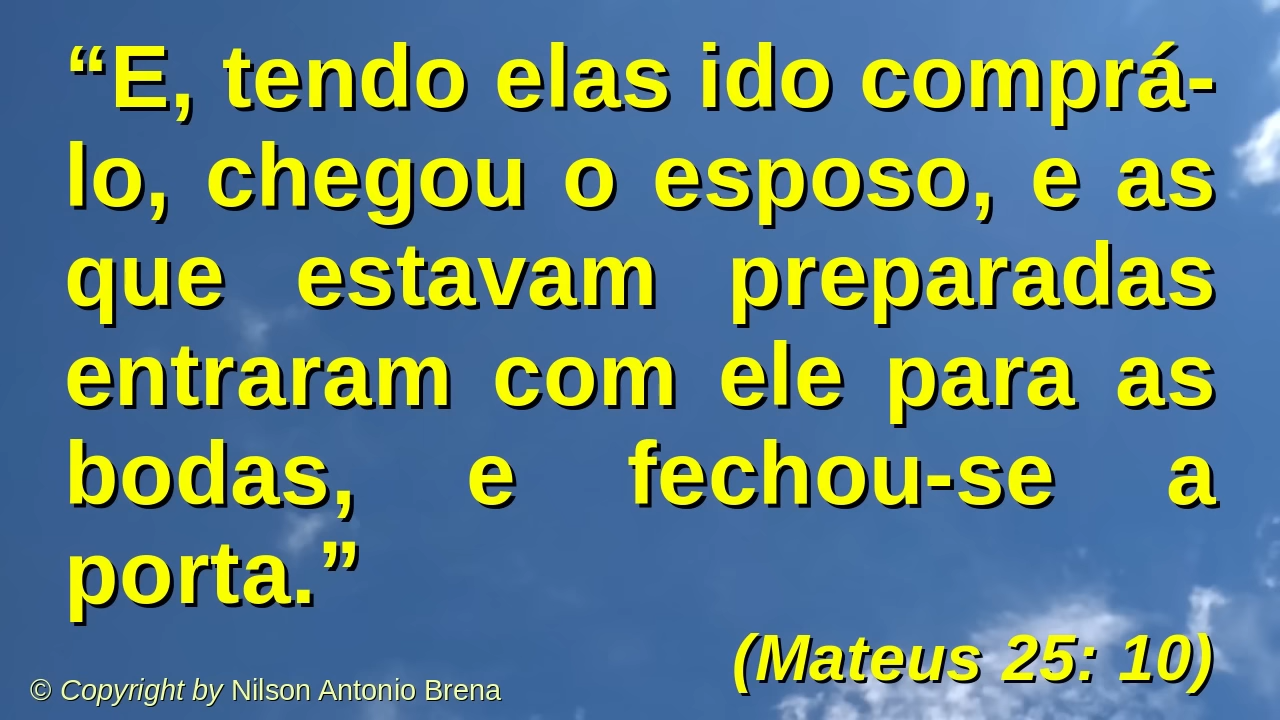 “E, tendo elas ido comprá-
lo, chegou o esposo, e as
que estavam preparadas
entraram com ele para as
bodas, e fechou-se a
porta.”
(Mateus 25: 10)
© Copyright by Nilson Antonio Brena